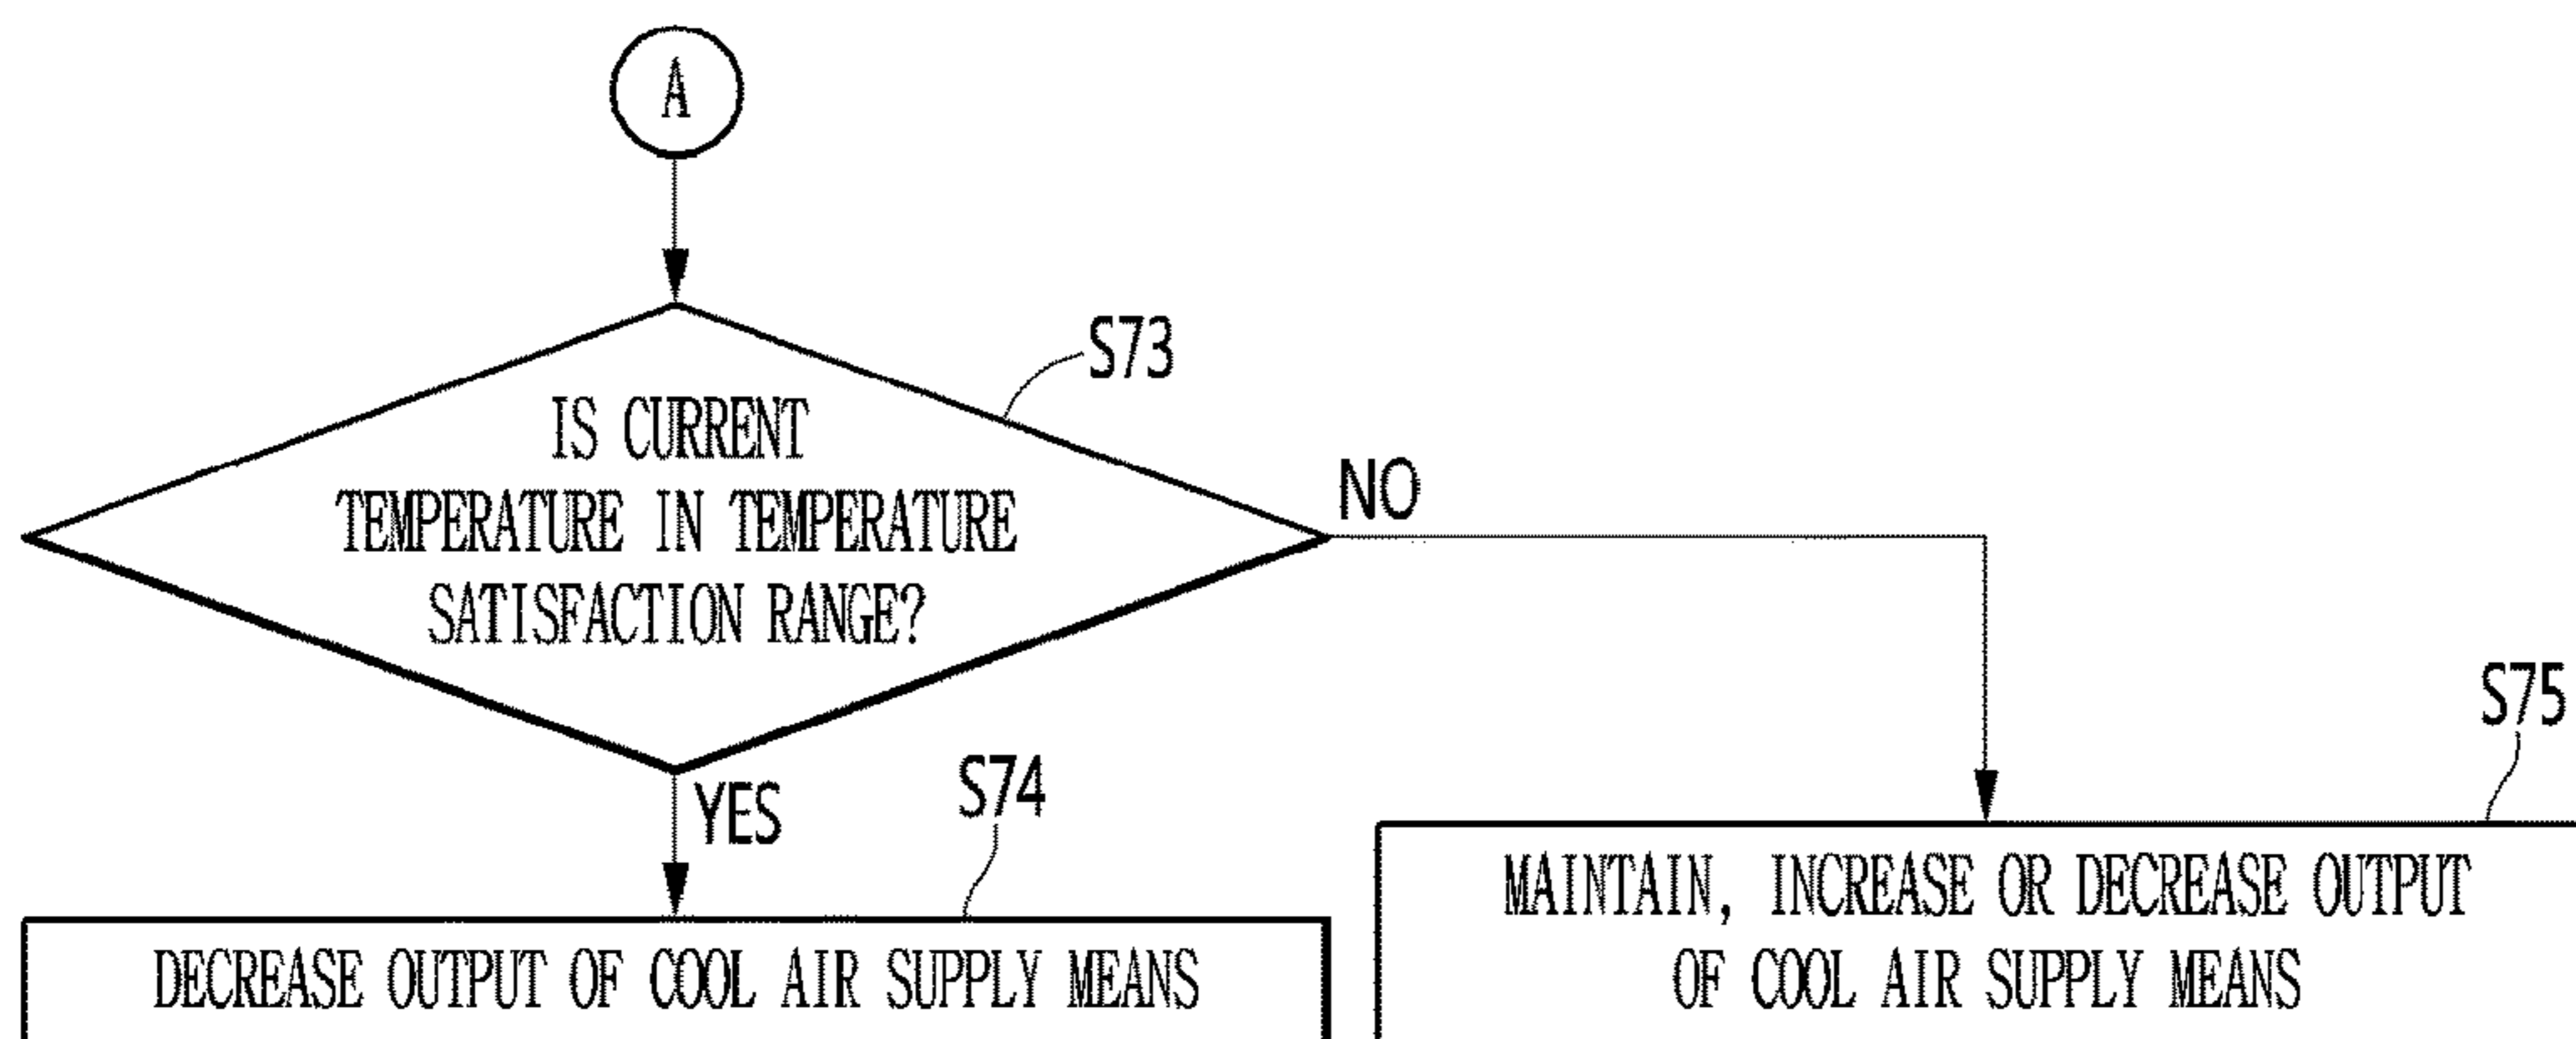 A
S73
IS CURRENT
TEMPERATURE IN TEMPERATURE
SATISFACTION RANGE?
NO
YES
S74
DECREASE OUTPUT OF COOL AIR SUPPLY MEANS
S75
MAINTAIN, INCREASE OR DECREASE OUTPUT
OF COOL AIR SUPPLY MEANS